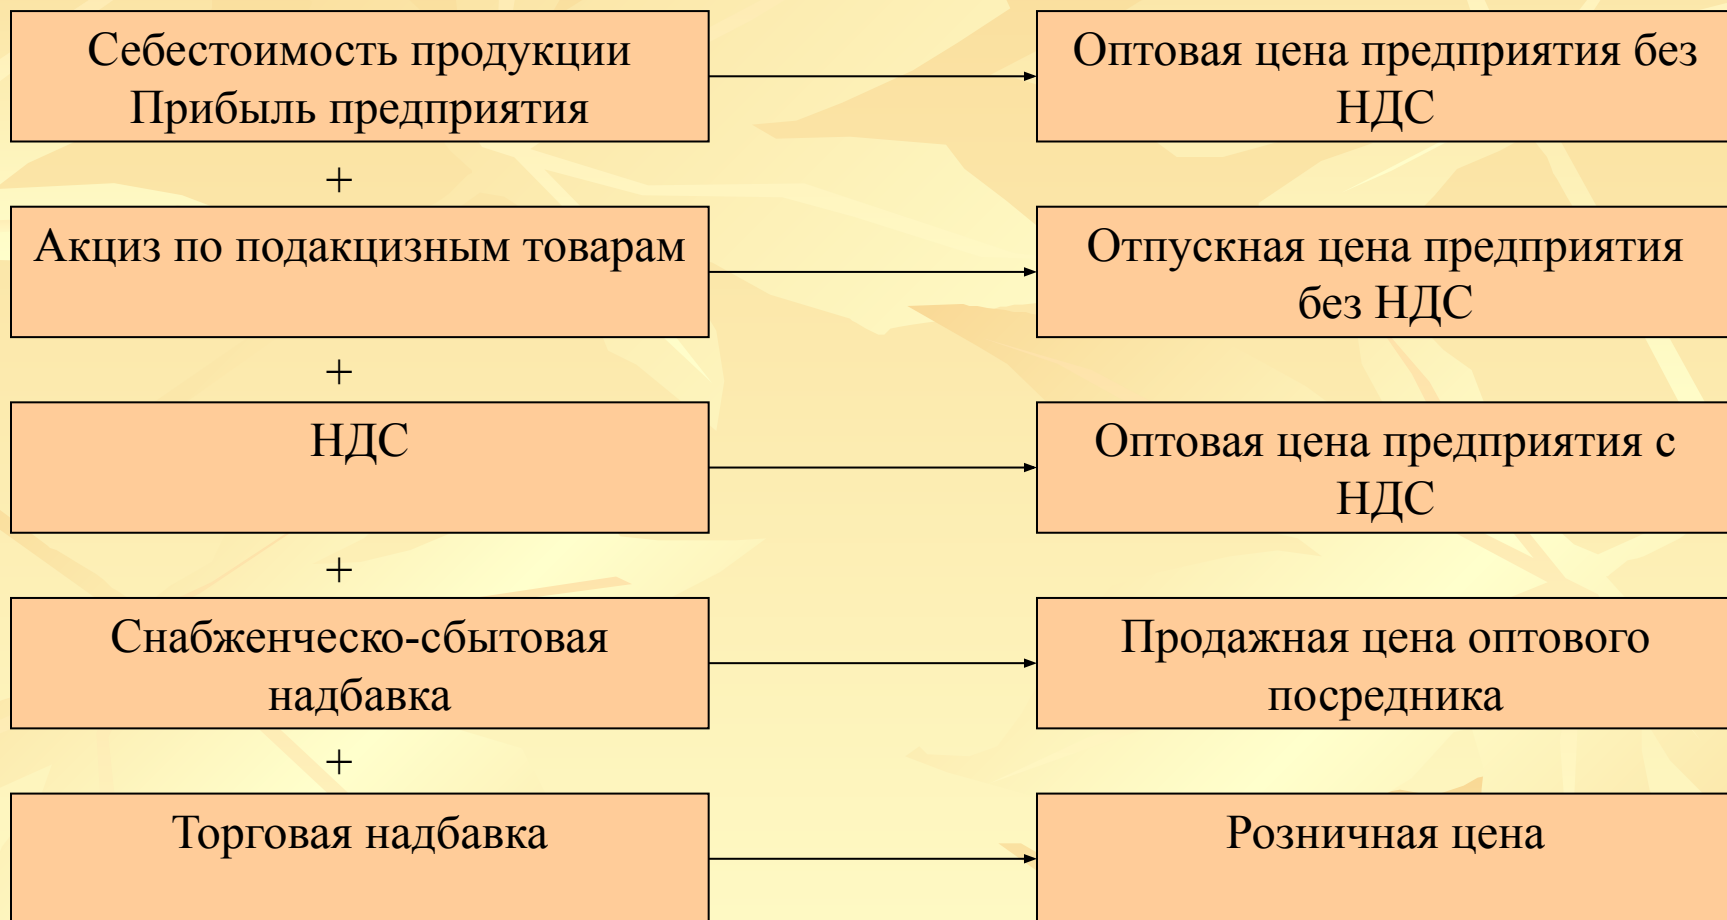 Себестоимость продукции
Прибыль предприятия
Оптовая цена предприятия без
НДС
+
Акциз по подакцизным товарам
Отпускная цена предприятия
без НДС
+
НДС
Оптовая цена предприятия с
НДС
+
Снабженческо-сбытовая
надбавка
Продажная цена оптового
посредника
+
Торговая надбавка
Розничная цена